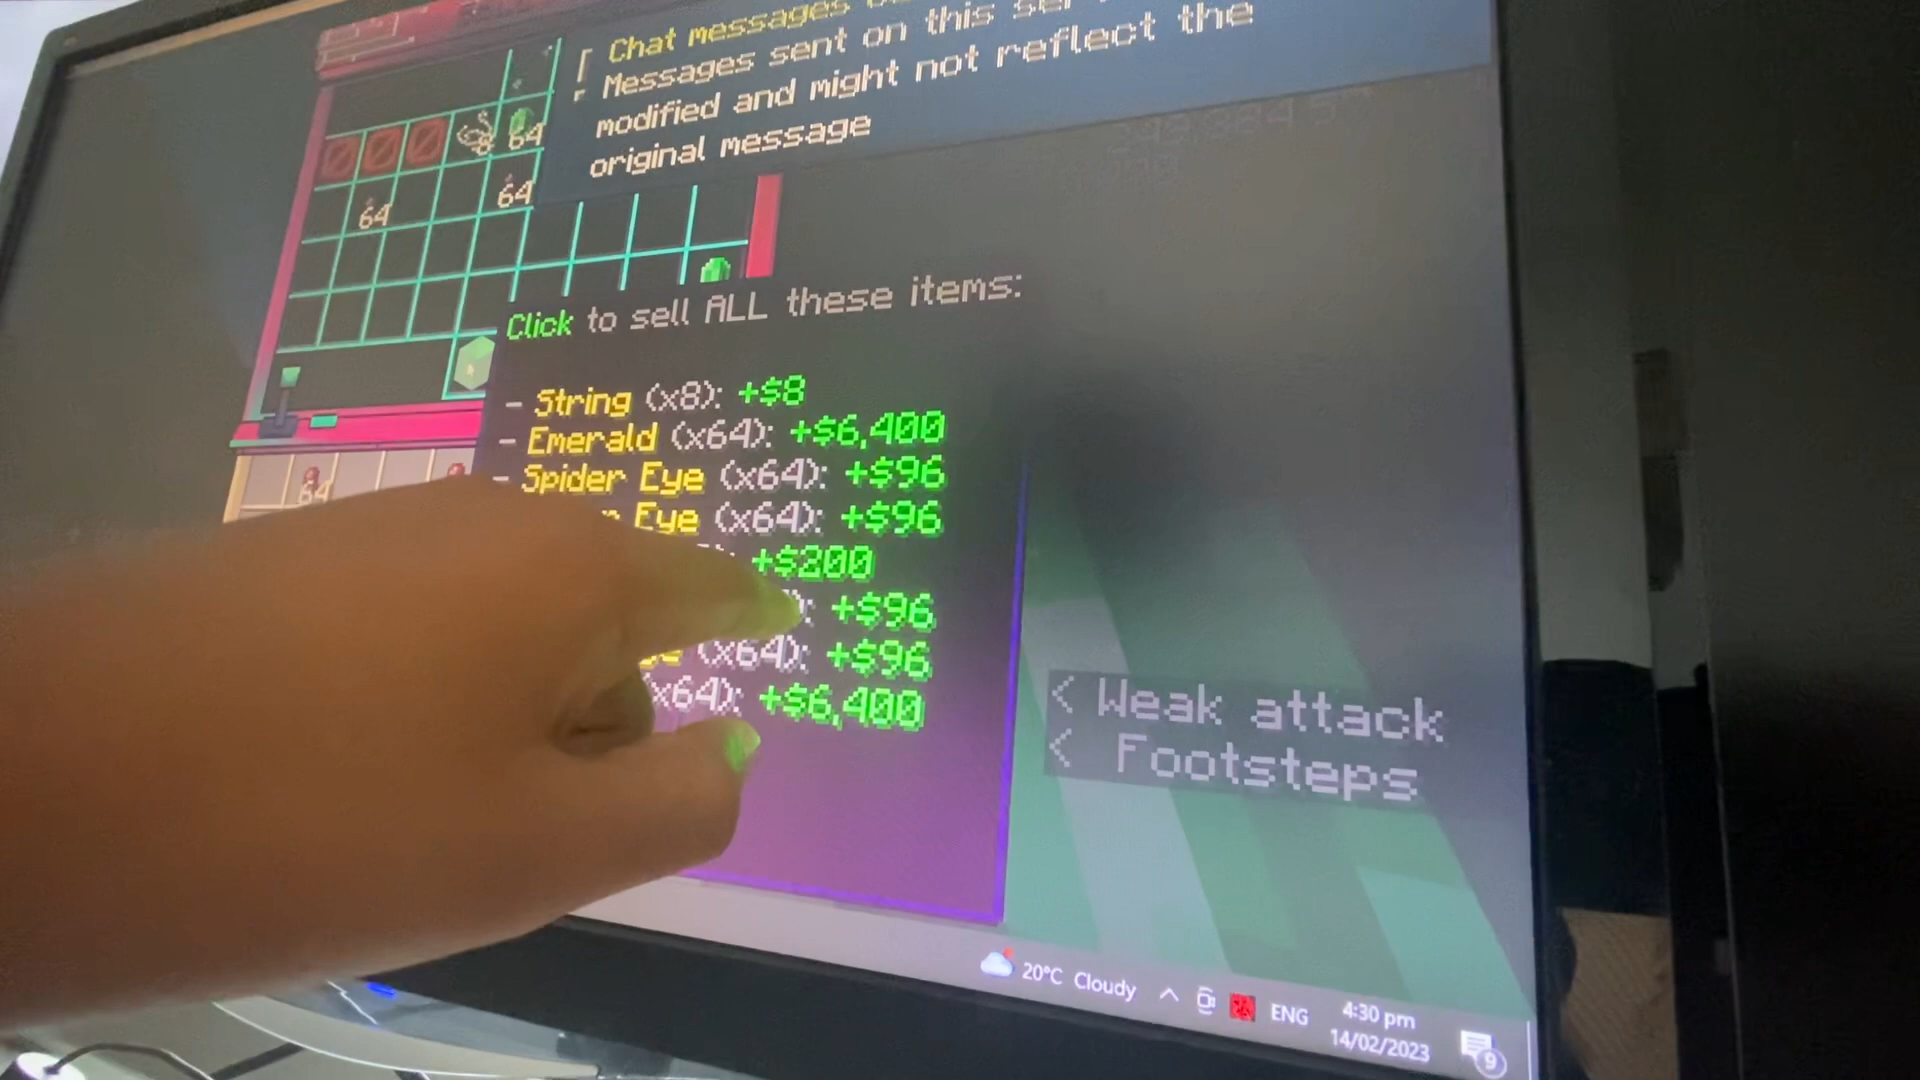 Chat messages
Messages sent on this
modified and might not reflect the
original message
8 64
64 64
Click to sell ALL these items:
- String (x8): +$8
- Emerald (x64): +$6,400
- Spider Eye (x64): +$96
Eye (x64): +$96
+$200
): +$96
(x64): +$96
(x64): +$6,400
64
< Weak attack
< Footsteps
20°C Cloudy
ENG
4:30 pm
14/02/2023
9